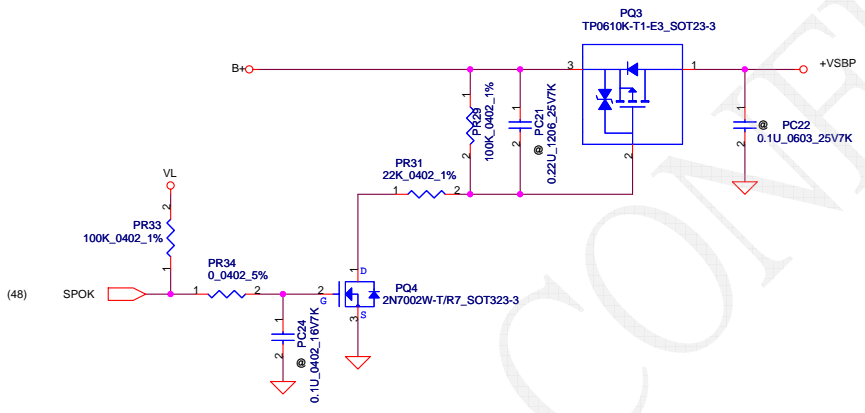 PQ3
TP0610K-T1-E3_SOT23-3
B+
3
1
+VSBP
1
PR29
100K_0402_1%
2
1
PC21
0.22U_1206_25V7K
@
2
2
1
@
PC22
0.1U_0603_25V7K
2
PR31
22K_0402_1%
1
2
VL
2
PR33
100K_0402_1%
1
(48)
SPOK
PR34
0_0402_5%
1
2
2
G
1
D
S
3
PQ4
2N7002W-T/R7_SOT323-3
1
PC24
0.1U_0402_16V7K
@
2